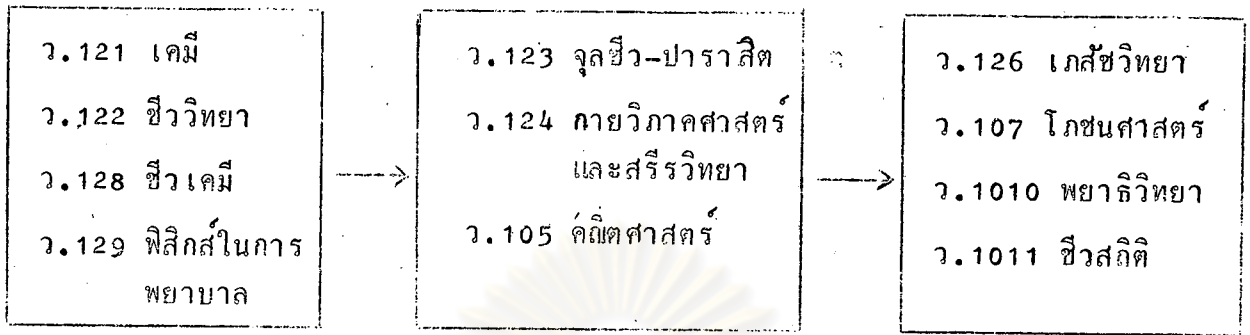 ว.121 เคมี
ว.122 ชีววิทยา
ว.128 ชีวเคมี
ว.129 ฟิสิกส์ในการ
พยาบาล
ว.123 จุลชีว-ปาราสิต
ว.124 กายวิภาคศาสตร์
และสรีรวิทยา
ว.105 คณิตศาสตร์
ว.126 เภสัชวิทยา
ว.107 โภชนศาสตร์
ว.1010 พยาธิวิทยา
ว.1011 ชีวสถิติ